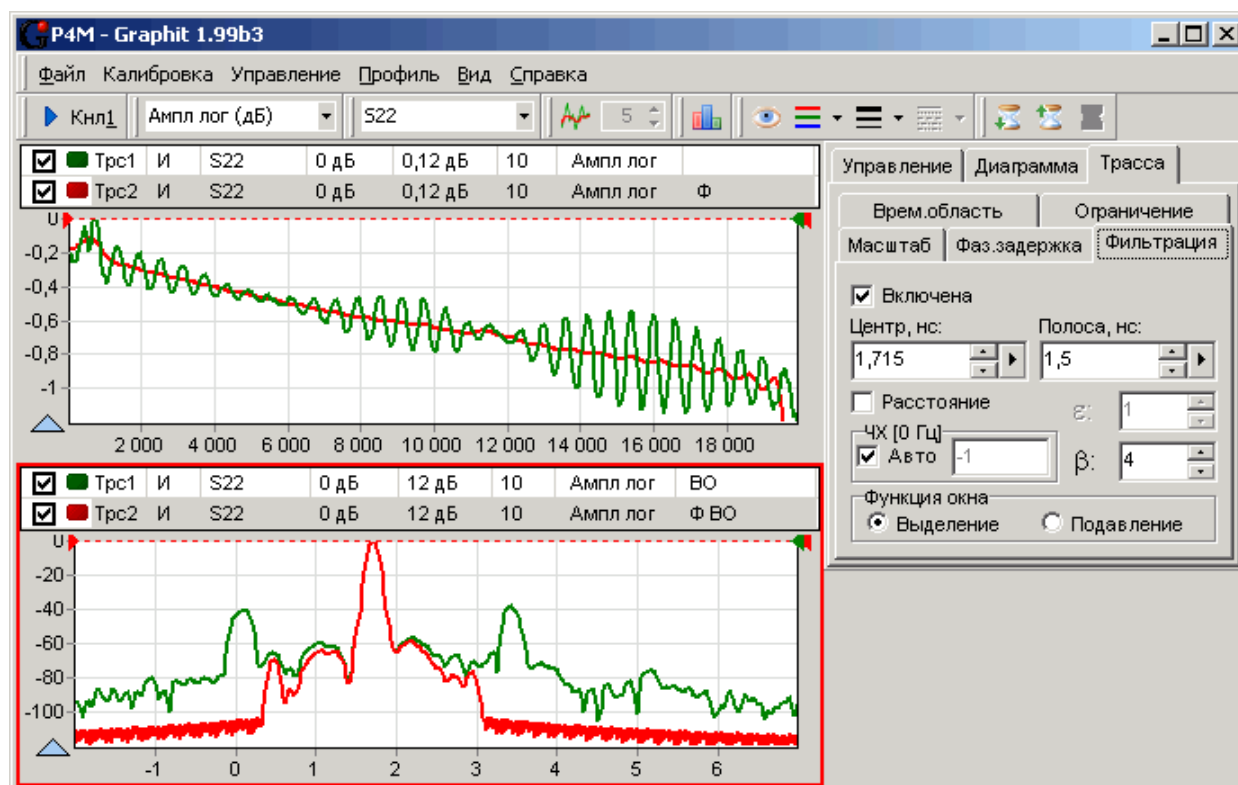 P4M - Graphit 1.99b3
Файл Калибровка Управление Профиль Вид Справка
Кнл1 Ампл лог (дБ) S22 5
Трс1 И S22 0 дБ 0,12 дБ 10 Ампл лог
Трс2 И S22 0 дБ 0,12 дБ 10 Ампл лог Ф
0
-0,2
-0,4
-0,6
-0,8
-1
2 000 4 000 6 000 8 000 10 000 12 000 14 000 16 000 18 000
Трс1 И S22 0 дБ 12 дБ 10 Ампл лог ВО
Трс2 И S22 0 дБ 12 дБ 10 Ампл лог Ф ВО
0
-20
-40
-60
-80
-100
-1 0 1 2 3 4 5 6
Управление Диаграмма Трасса
Врем.область Ограничение
Масштаб Фаз.задержка Фильтрация
Включена
Центр, нс: Полоса, нс:
1,715 1,5
Расстояние ε: 1
ЧХ [0 Гц]
Авто -1 β: 4
Функция окна
Выделение Подавление